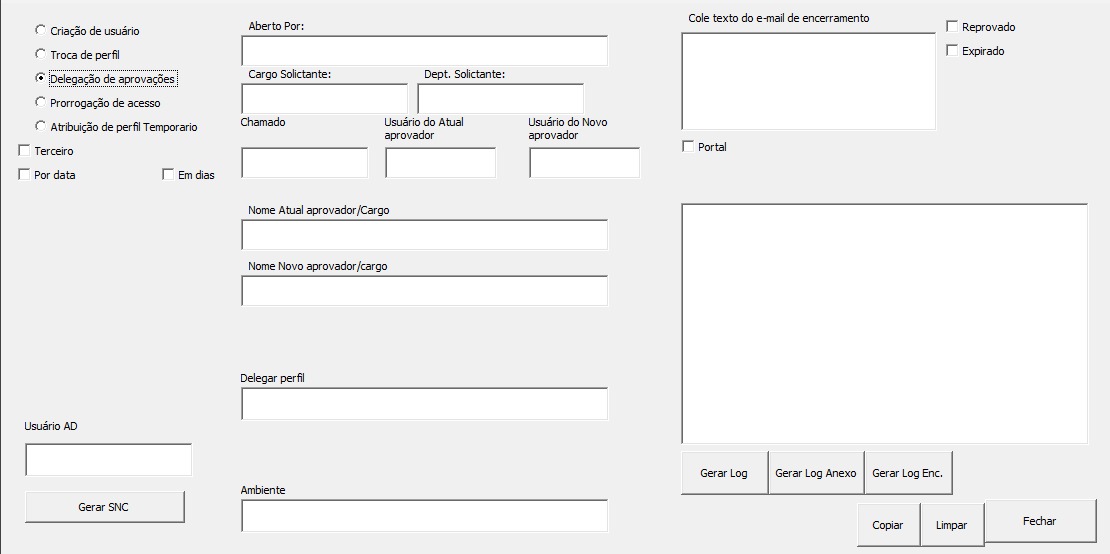 Criação de usuário
Troca de perfil
Delegação de aprovações
Prorrogação de acesso
Atribuição de perfil Temporario
Terceiro
Por data
Em dias
Aberto Por:
Cargo Solictante:
Dept. Solictante:
Chamado
Usuário do Atual
aprovador
Usuário do Novo
aprovador
Nome Atual aprovador/Cargo
Nome Novo aprovador/cargo
Delegar perfil
Usuário AD
Gerar SNC
Ambiente
Cole texto do e-mail de encerramento
Reprovado
Expirado
Portal
Gerar Log
Gerar Log Anexo
Gerar Log Enc.
Copiar
Limpar
Fechar